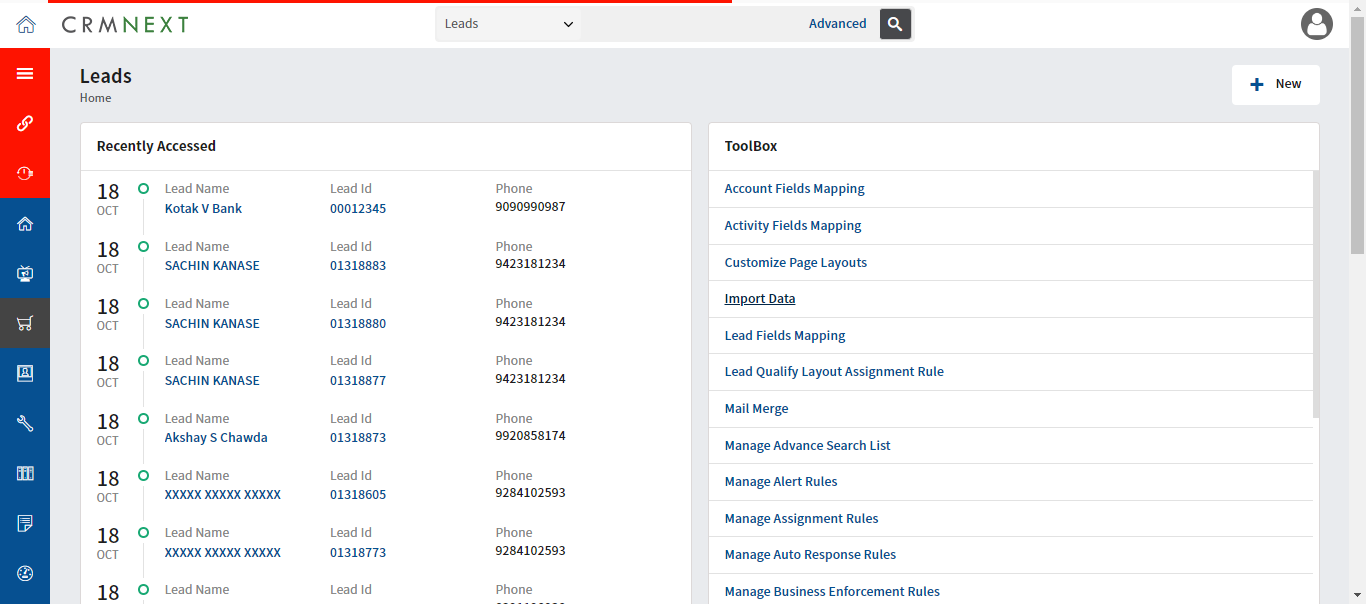 CRMNEXT
Leads
Advanced
Leads
Home
New
Recently Accessed
18 OCT
Lead Name
Lead Id
Phone
Kotak V Bank
00012345
9090990987
18 OCT
Lead Name
Lead Id
Phone
SACHIN KANASE
01318883
9423181234
18 OCT
Lead Name
Lead Id
Phone
SACHIN KANASE
01318880
9423181234
18 OCT
Lead Name
Lead Id
Phone
SACHIN KANASE
01318877
9423181234
18 OCT
Lead Name
Lead Id
Phone
Akshay S Chawda
01318873
9920858174
18 OCT
Lead Name
Lead Id
Phone
XXXXX XXXXX XXXXX
01318605
9284102593
18 OCT
Lead Name
Lead Id
Phone
XXXXX XXXXX XXXXX
01318773
9284102593
18
Lead Name
Lead Id
Phone
ToolBox
Account Fields Mapping
Activity Fields Mapping
Customize Page Layouts
Import Data
Lead Fields Mapping
Lead Qualify Layout Assignment Rule
Mail Merge
Manage Advance Search List
Manage Alert Rules
Manage Assignment Rules
Manage Auto Response Rules
Manage Business Enforcement Rules